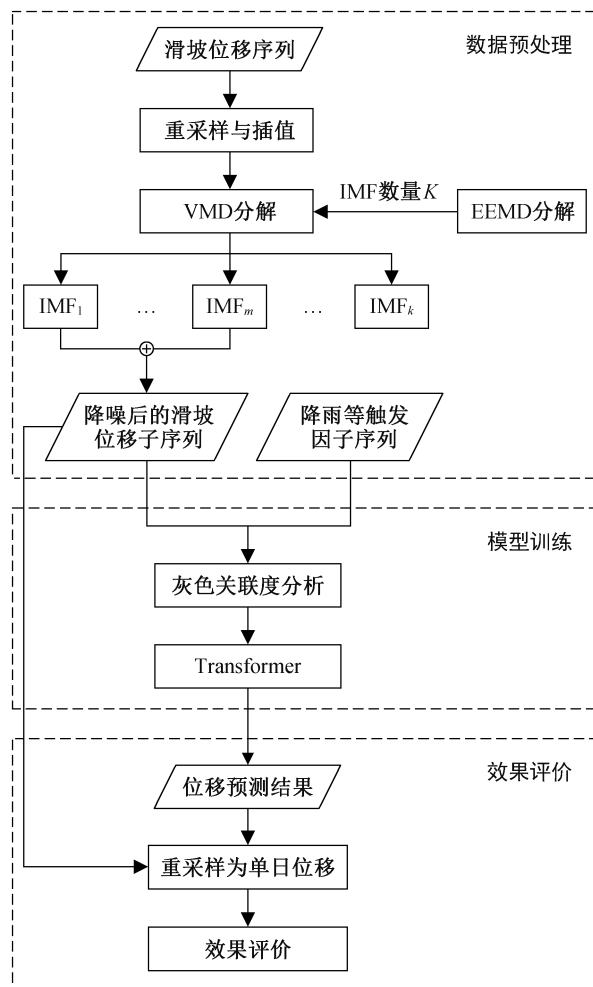 滑坡位移序列
数据预处理
重采样与插值
IMF数量K
VMD分解
EEMD分解
IMF₁
...
IMFₘ
...
IMFₖ
降噪后的滑坡
位移子序列
降雨等触发
因子序列
模型训练
灰色关联度分析
Transformer
效果评价
位移预测结果
重采样为单日位移
效果评价